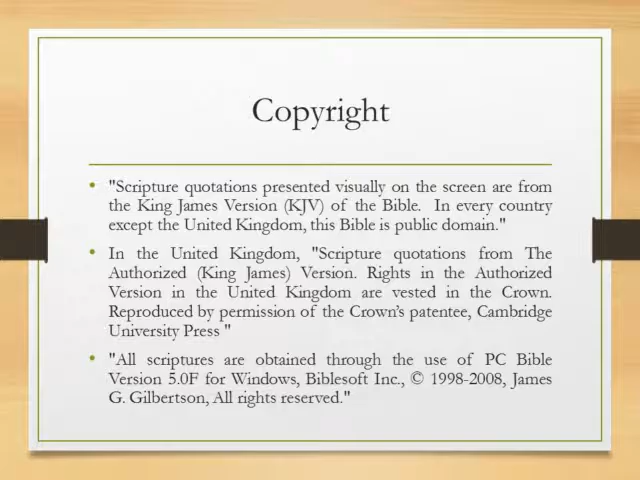 Copyright
• "Scripture quotations presented visually on the screen are from
the King James Version (KJV) of the Bible.  In every country
except the United Kingdom, this Bible is public domain."
• In the United Kingdom, "Scripture quotations from The
Authorized (King James) Version. Rights in the Authorized
Version in the United Kingdom are vested in the Crown.
Reproduced by permission of the Crown’s patentee, Cambridge
University Press "
• "All scriptures are obtained through the use of PC Bible
Version 5.0F for Windows, Biblesoft Inc., © 1998-2008, James
G. Gilbertson, All rights reserved."